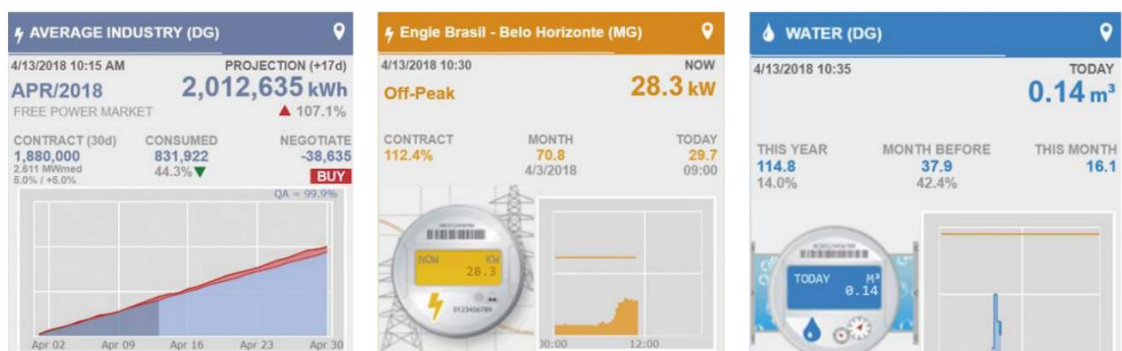 AVERAGE INDUSTRY (DG)
4/13/2018 10:15 AM
PROJECTION (+17d)
APR/2018
2,012,635 kWh
FREE POWER MARKET
▲ 107.1%
CONTRACT (30d)
CONSUMED
NEGOTIATE
1,880,000
831,922
-38,635
2.611 MWmed
44.3%▼
5.0% / +5.0%
BUY
QA = 99.9%
Apr 02
Apr 09
Apr 16
Apr 23
Apr 30
Engie Brasil - Belo Horizonte (MG)
4/13/2018 10:30
NOW
Off-Peak
28.3 kW
CONTRACT
MONTH
TODAY
112.4%
70.8
29.7
4/3/2018
09:00
NOW
KW
28.3
0123456789
00:00
12:00
WATER (DG)
4/13/2018 10:35
TODAY
0.14 m³
THIS YEAR
MONTH BEFORE
THIS MONTH
114.8
37.9
16.1
14.0%
42.4%
TODAY
M³
0.14